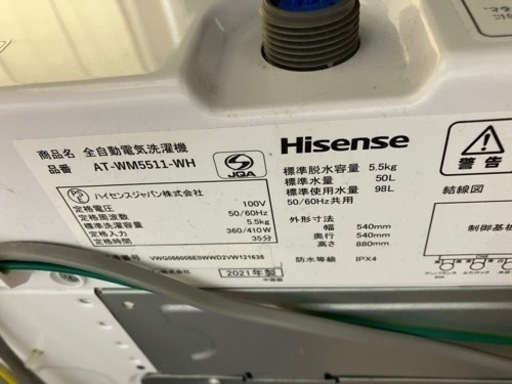 商品名 全自動電気洗濯機
品番 AT-WM5511-WH
JQA
ハイセンスジャパン株式会社
定格電圧 100V
定格周波数 50/60Hz
標準洗濯容量 5.5kg
定格入力 360/410W
定格時間 35分
2021年製
中国製
Hisense
標準脱水容量 5.5kg
標準水量 50L
標準使用水量 98L
50/60Hz共用
外形寸法
幅 540mm
奥行 540mm
高さ 880mm
防水等級 IPX4
警告
結線図
制御基板